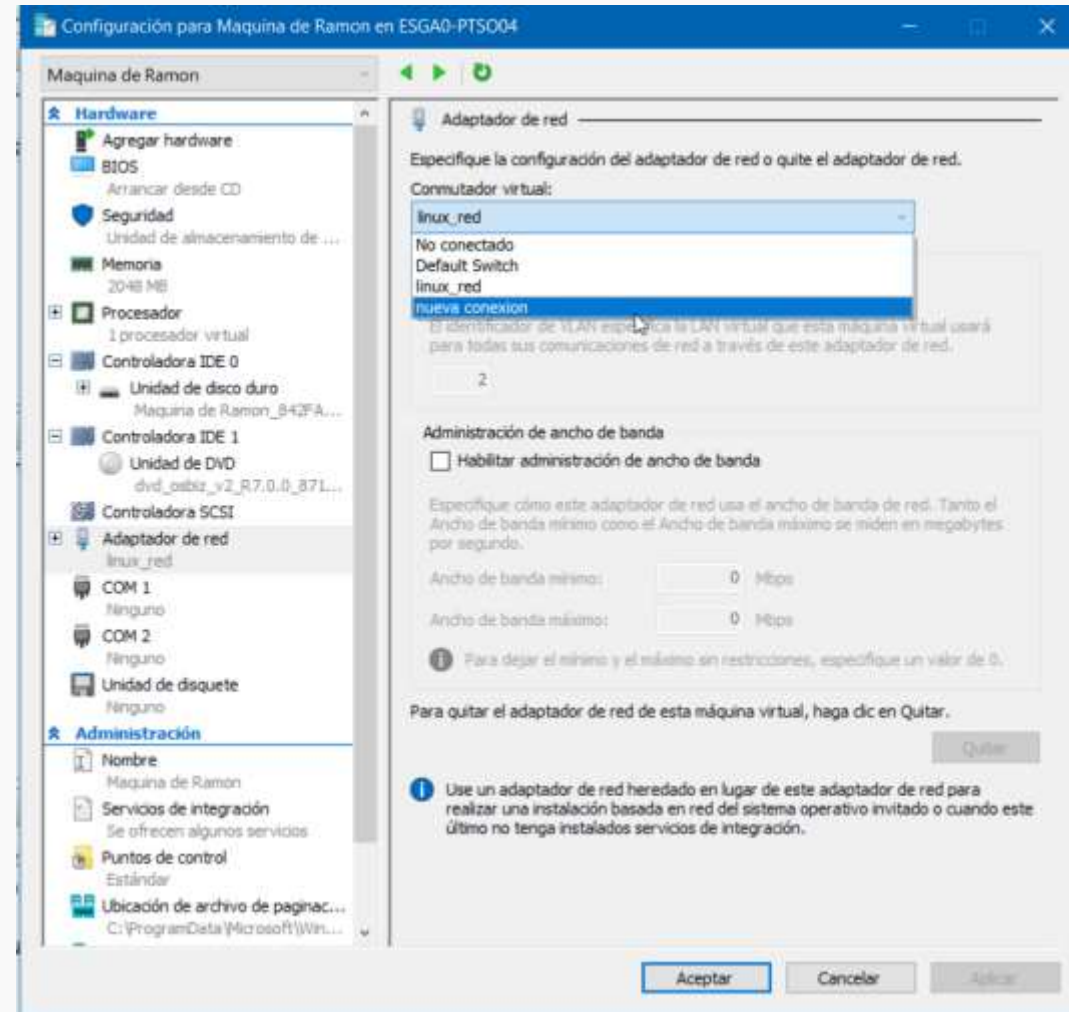 Configuración para Maquina de Ramon en ESGA0-PTSO04
Maquina de Ramon
Hardware
Agregar hardware
BIOS
Arrancar desde CD
Seguridad
Unidad de almacenamiento de ...
Memoria
2048 MB
Procesador
1 procesador virtual
Controladora IDE 0
Unidad de disco duro
Maquina de Ramon_842FA...
Controladora IDE 1
Unidad de DVD
dvd_osbiz_v2_R7.0.0_871...
Controladora SCSI
Adaptador de red
linux_red
COM 1
Ninguno
COM 2
Ninguno
Unidad de disquete
Ninguno
Administración
Nombre
Maquina de Ramon
Servicios de integración
Se ofrecen algunos servicios
Puntos de control
Estándar
Ubicación de archivo de paginac...
C:\ProgramData\Microsoft\Win...
Adaptador de red
Especifique la configuración del adaptador de red o quite el adaptador de red.
Conmutador virtual:
linux_red
No conectado
Default Switch
linux_red
nueva conexion
El identificador de VLAN especifica la LAN virtual que esta máquina virtual usará
para todas sus comunicaciones de red a través de este adaptador de red.
2
Administración de ancho de banda
Habilitar administración de ancho de banda
Especifique cómo este adaptador de red usa el ancho de banda de red. Tanto el
Ancho de banda mínimo como el Ancho de banda máximo se miden en megabytes
por segundo.
Ancho de banda mínimo: 0 Mbps
Ancho de banda máximo: 0 Mbps
Para dejar el mínimo y el máximo sin restricciones, especifique un valor de 0.
Para quitar el adaptador de red de esta máquina virtual, haga clic en Quitar.
Quitar
Use un adaptador de red heredado en lugar de este adaptador de red para
realizar una instalación basada en red del sistema operativo invitado o cuando este
último no tenga instalados servicios de integración.
Aceptar
Cancelar
Aplicar